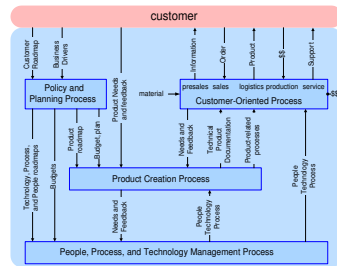 customer
Customer
Roadmap
Business
Drivers
Product Needs
and feedback
Information
Order
Product
$$
Support
Policy and
Planning Process
presales sales logistics production service
Customer-Oriented Process
material
$$
Technology, Process,
and People roadmaps
Budgets
Product
roadmap
Budget, plan
Needs and
Feedback
Technical
Product
Documentation
Product-related
processes
People
Technology
Process
Product Creation Process
Needs and
Feedback
People
Technology
Process
People, Process, and Technology Management Process